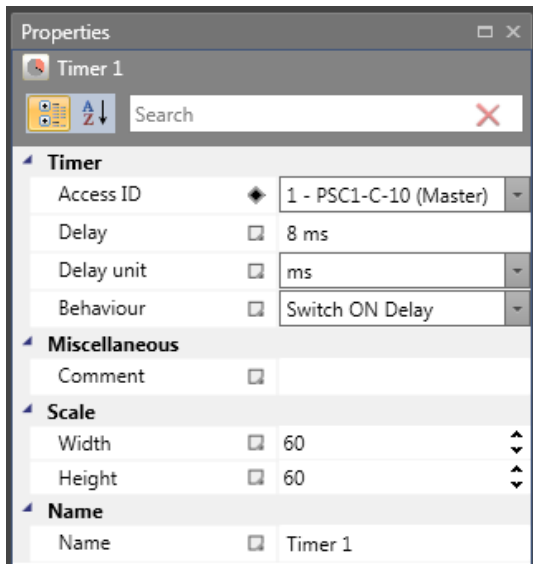 Properties
Timer 1
A Z Search
Timer
Access ID 1 - PSC1-C-10 (Master)
Delay 8 ms
Delay unit ms
Behaviour Switch ON Delay
Miscellaneous
Comment
Scale
Width 60
Height 60
Name
Name Timer 1